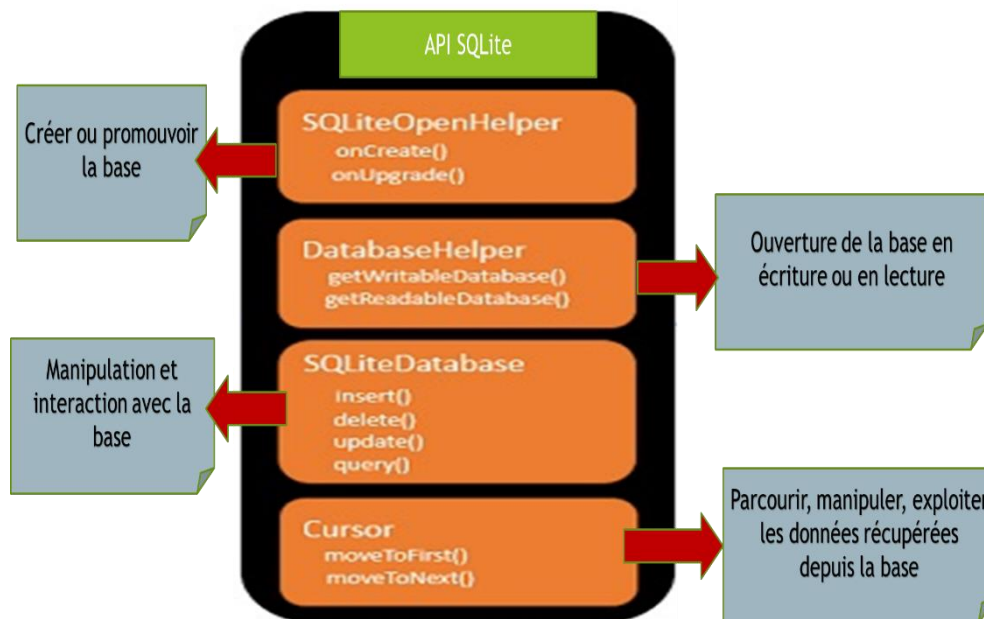 API SQLite
Créer ou promouvoir
la base
SQLiteOpenHelper
onCreate()
onUpgrade()
DatabaseHelper
getWritableDatabase()
getReadableDatabase()
Ouverture de la base en
écriture ou en lecture
Manipulation et
interaction avec la
base
SQLiteDatabase
insert()
delete()
update()
query()
Cursor
moveToFirst()
moveToNext()
Parcourir, manipuler, exploiter
les données récupérées
depuis la base